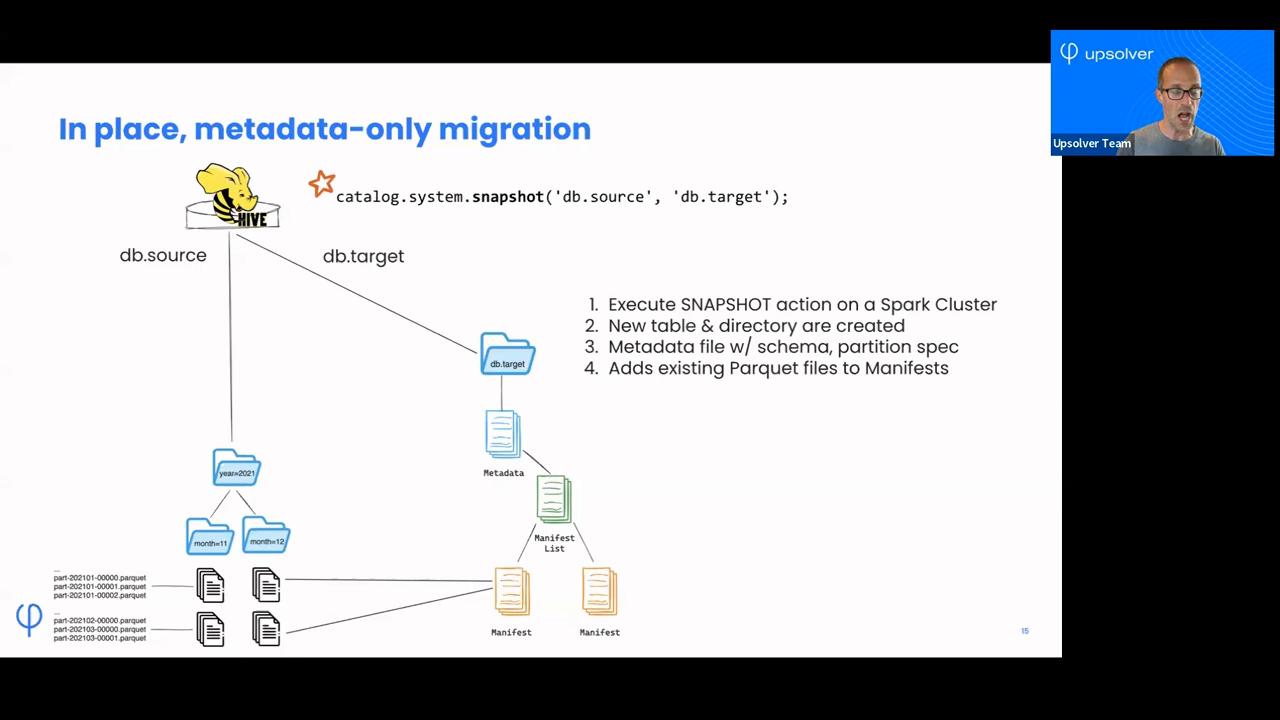 upsolver
Upsolver Team
In place, metadata-only migration
HIVE
catalog.system.snapshot('db.source', 'db.target');
db.source
db.target
1. Execute SNAPSHOT action on a Spark Cluster
2. New table & directory are created
3. Metadata file w/ schema, partition spec
4. Adds existing Parquet files to Manifests
db.target
Metadata
year=2021
Manifest
List
month=11
month=12
...
part-202101-00000.parquet
part-202101-00001.parquet
part-202101-00002.parquet
...
part-202102-00000.parquet
part-202103-00000.parquet
part-202103-00001.parquet
Manifest
Manifest
15